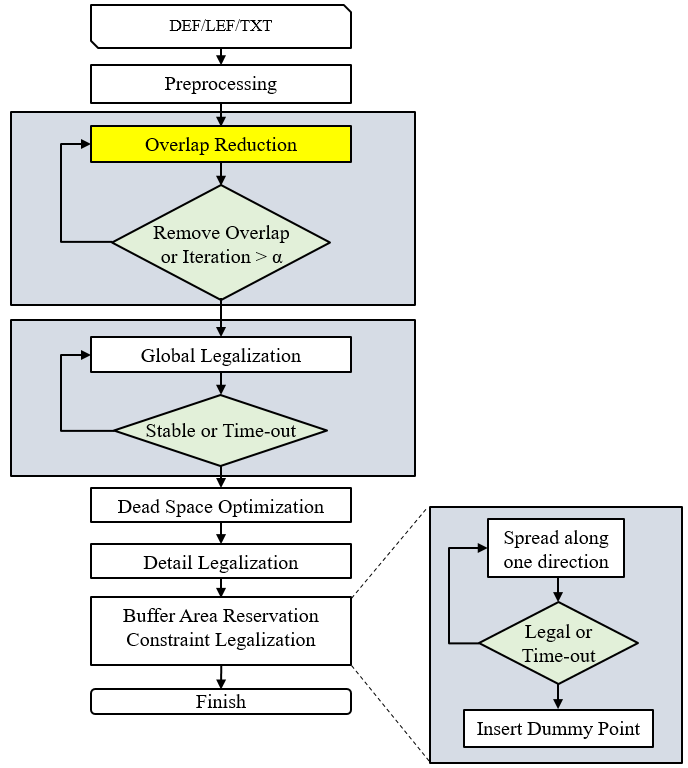 DEF/LEF/TXT
Preprocessing
Overlap Reduction
Remove Overlap
or Iteration > α
Global Legalization
Stable or Time-out
Dead Space Optimization
Detail Legalization
Buffer Area Reservation
Constraint Legalization
Finish
Spread along
one direction
Legal or
Time-out
Insert Dummy Point